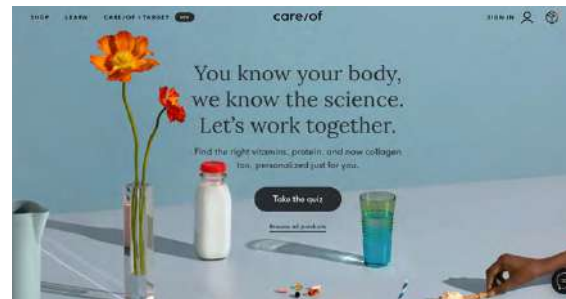 SHOP LEARN CARE/OF + TARGET NEW care/of SIGN IN
You know your body,
we know the science.
Let's work together.
Find the right vitamins, protein, and now collagen
too, personalized just for you.
Take the quiz
Browse all products